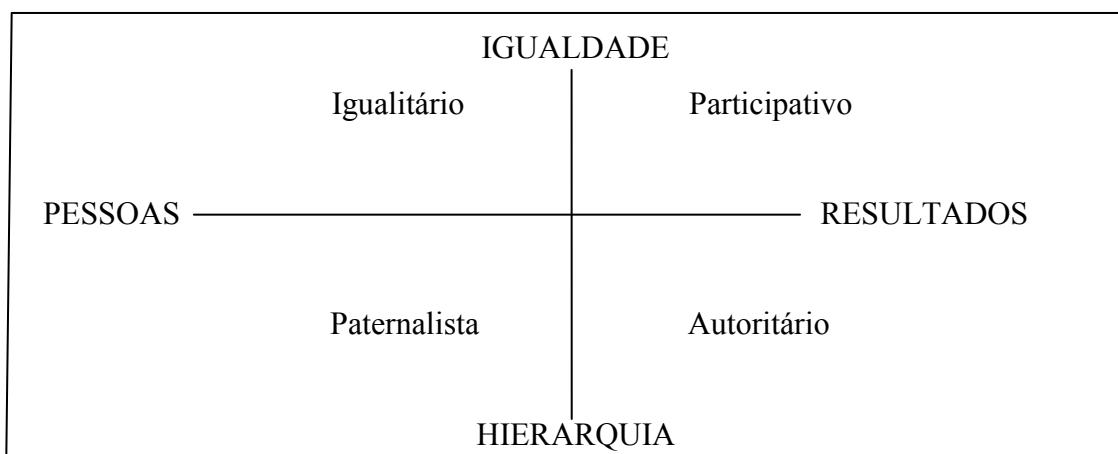 IGUALDADE
Igualitário Participativo
PESSOAS RESULTADOS
Paternalista Autoritário
HIERARQUIA